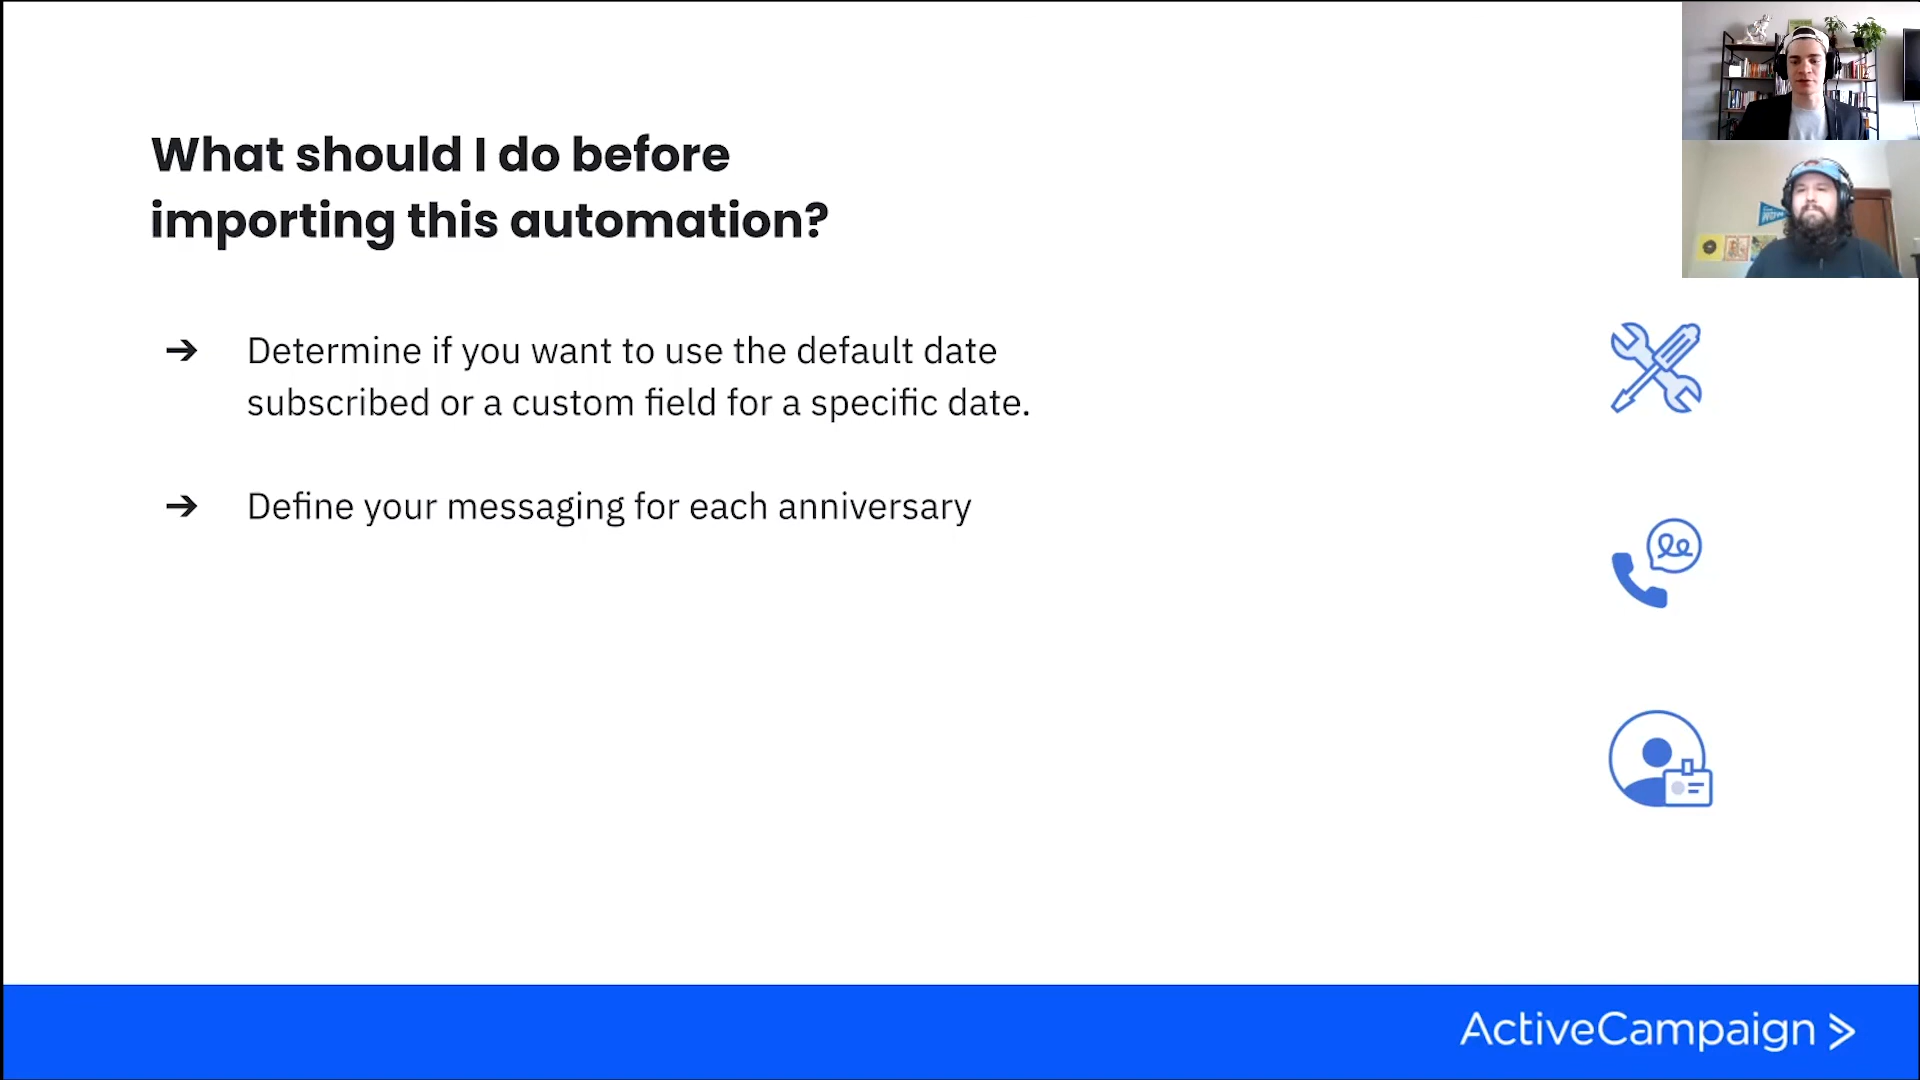 What should I do before
importing this automation?
➔ Determine if you want to use the default date
subscribed or a custom field for a specific date.
➔ Define your messaging for each anniversary
ActiveCampaign